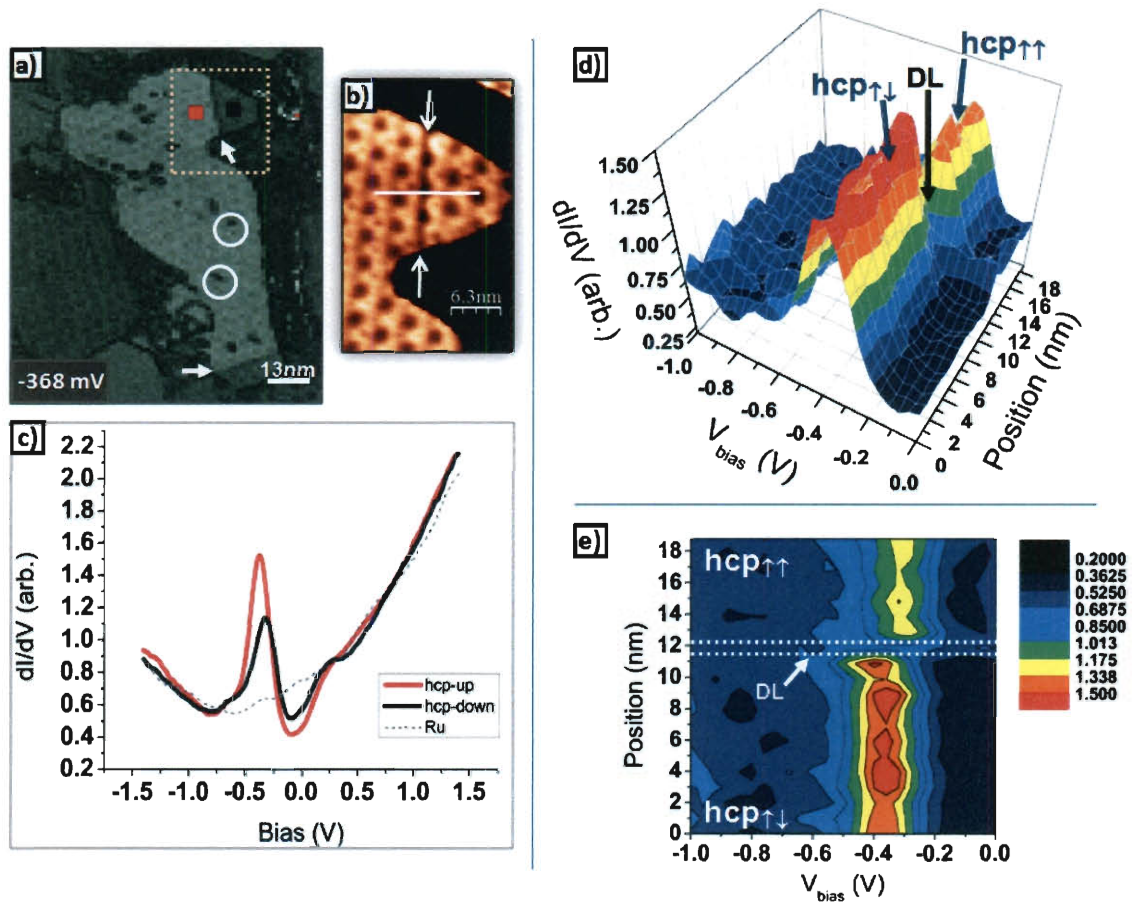 a)
-368 mV
13nm
b)
6.3nm
c)
2.2
2.0
1.8
1.6
1.4
1.2
1.0
0.8
0.6
0.4
0.2
dI/dV (arb.)
hcp-up
hcp-down
Ru
-1.5 -1.0 -0.5 0.0 0.5 1.0 1.5
Bias (V)
d)
hcp↑↑
DL
hcp↑↓
1.50
1.25
1.00
0.75
0.50
0.25
dI/dV (arb.)
-1.0
-0.8
-0.6
-0.4
-0.2
0.0
Vbias (V)
0
2
4
6
8
10
12
14
16
18
Position (nm)
e)
hcp↑↑
DL
hcp↑↓
18
16
14
12
10
8
6
4
2
0
Position (nm)
-1.0 -0.8 -0.6 -0.4 -0.2 0.0
Vbias (V)
0.2000
0.3625
0.5250
0.6875
0.8500
1.013
1.175
1.338
1.500